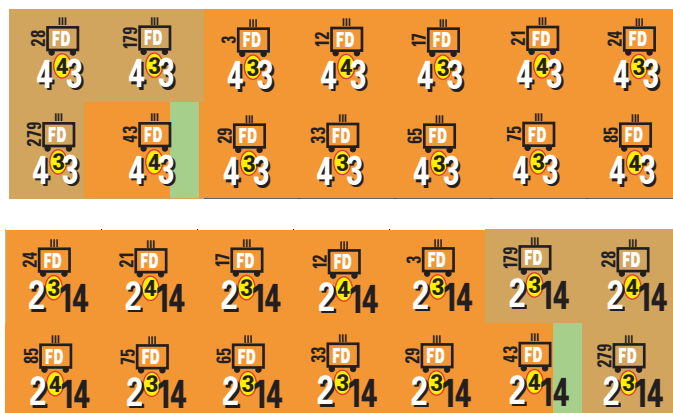 28 FD 179 FD 3 FD 12 FD 17 FD 21 FD 24 FD
4 4 3 4 3 3 4 3 3 4 4 3 4 3 3 4 4 3 4 3 3
279 FD 43 FD 29 FD 33 FD 65 FD 75 FD 85 FD
4 3 3 4 4 3 4 3 3 4 3 3 4 3 3 4 3 3 4 4 3
24 FD 21 FD 17 FD 12 FD 3 FD 179 FD 28 FD
2 3 14 2 4 14 2 3 14 2 4 14 2 3 14 2 3 14 2 4 14
85 FD 75 FD 65 FD 33 FD 29 FD 43 FD 279 FD
2 4 14 2 3 14 2 3 14 2 3 14 2 3 14 2 4 14 2 3 14